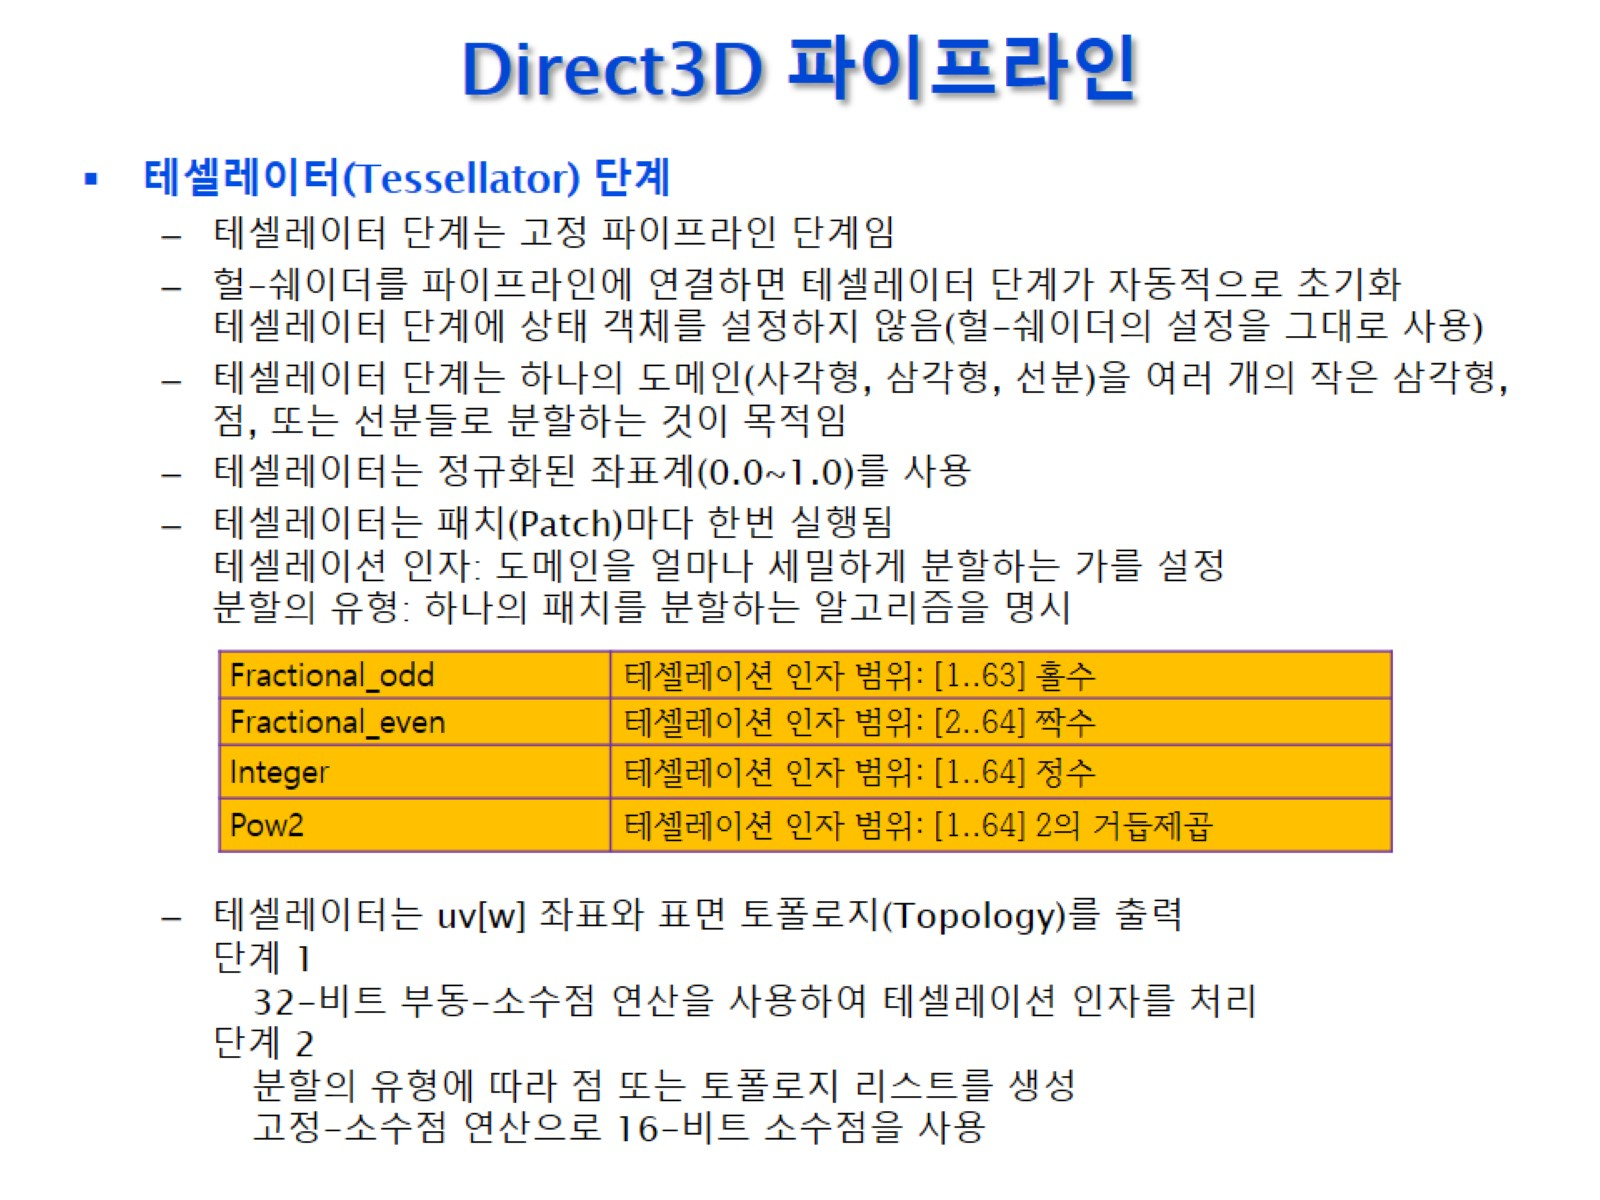 Direct3D 파이프라인
▪ 테셀레이터(Tessellator) 단계
– 테셀레이터 단계는 고정 파이프라인 단계임
– 헐-쉐이더를 파이프라인에 연결하면 테셀레이터 단계가 자동적으로 초기화
테셀레이터 단계에 상태 객체를 설정하지 않음(헐-쉐이더의 설정을 그대로 사용)
– 테셀레이터 단계는 하나의 도메인(사각형, 삼각형, 선분)을 여러 개의 작은 삼각형,
점, 또는 선분들로 분할하는 것이 목적임
– 테셀레이터는 정규화된 좌표계(0.0~1.0)를 사용
– 테셀레이터는 패치(Patch)마다 한번 실행됨
테셀레이션 인자: 도메인을 얼마나 세밀하게 분할하는 가를 설정
분할의 유형: 하나의 패치를 분할하는 알고리즘을 명시
Fractional_odd 테셀레이션 인자 범위: [1..63] 홀수
Fractional_even 테셀레이션 인자 범위: [2..64] 짝수
Integer 테셀레이션 인자 범위: [1..64] 정수
Pow2 테셀레이션 인자 범위: [1..64] 2의 거듭제곱
– 테셀레이터는 uv[w] 좌표와 표면 토폴로지(Topology)를 출력
단계 1
32-비트 부동-소수점 연산을 사용하여 테셀레이션 인자를 처리
단계 2
분할의 유형에 따라 점 또는 토폴로지 리스트를 생성
고정-소수점 연산으로 16-비트 소수점을 사용